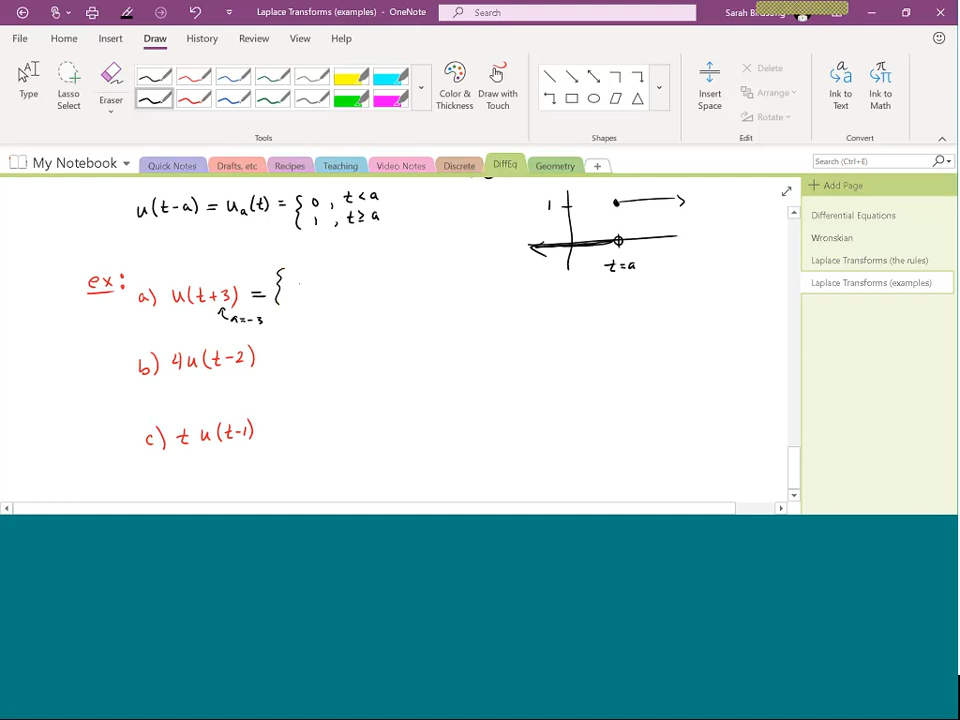 Laplace Transforms (examples) - OneNote
Search
Sarah
File Home Insert Draw History Review View Help
Type
Lasso Select
Eraser
Color & Thickness
Draw with Touch
Insert Space
Delete
Arrange
Rotate
Ink to Text
Ink to Math
Tools
Shapes
Edit
Convert
My Notebook
Quick Notes
Drafts, etc
Recipes
Teaching
Video Notes
Discrete
DiffEq
Geometry
Search (Ctrl+E)
Add Page
Differential Equations
Wronskian
Laplace Transforms (the rules)
Laplace Transforms (examples)
u(t-a) = u_a(t) = { 0, t<a
1, t≥a
1
t=a
ex:
a) u(t+3) = {
a=-3
b) 4u(t-2)
c) t u(t-1)